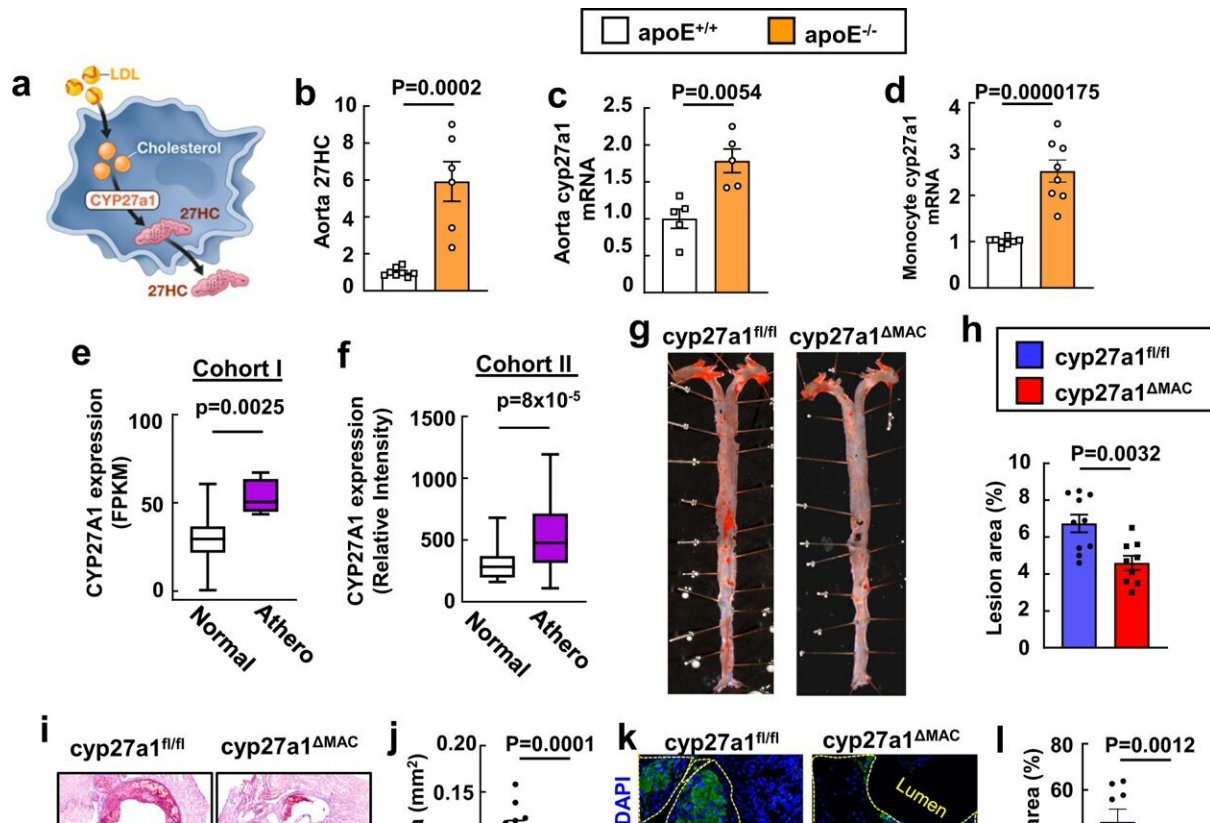 apoE+/+ apoE-/-
a
LDL
Cholesterol
CYP27a1
27HC
27HC
b
P=0.0002
Aorta 27HC
10
8
6
4
2
0
c
P=0.0054
Aorta cyp27a1
mRNA
2.5
2.0
1.5
1.0
0.5
0
d
P=0.0000175
Monocyte cyp27a1
mRNA
4
3
2
1
0
e
Cohort I
p=0.0025
CYP27A1 expression
(FPKM)
100
50
0
Normal
Athero
f
Cohort II
p=8x10-5
CYP27A1 expression
(Relative Intensity)
1500
1000
500
0
Normal
Athero
g
cyp27a1fl/fl cyp27a1ΔMAC
h
cyp27a1fl/fl
cyp27a1ΔMAC
P=0.0032
Lesion area (%)
10
8
6
4
2
0
i
cyp27a1fl/fl cyp27a1ΔMAC
j
P=0.0001
(mm2)
0.20
0.15
k
cyp27a1fl/fl cyp27a1ΔMAC
DAPI
Lumen
l
P=0.0012
area (%)
80
60